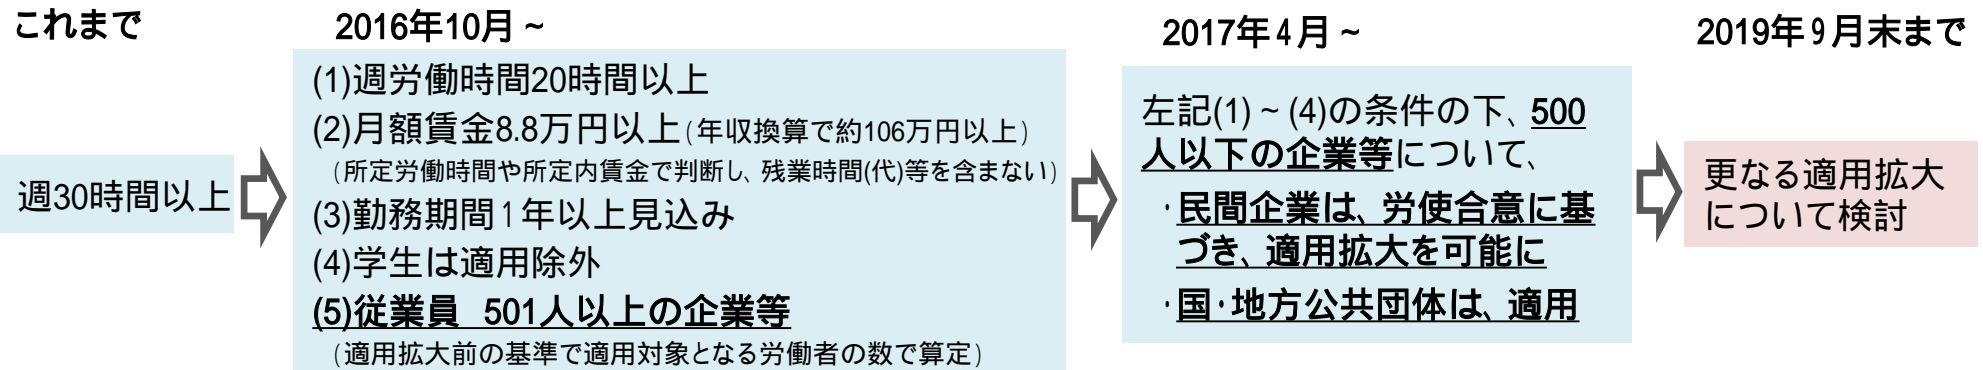 これまで
週30時間以上
2016年10月~
(1)週労働時間20時間以上
(2)月額賃金8.8万円以上(年収換算で約106万円以上)
(所定労働時間や所定内賃金で判断し、残業時間(代)等を含まない)
(3)勤務期間1年以上見込み
(4)学生は適用除外
(5)従業員 501人以上の企業等
(適用拡大前の基準で適用対象となる労働者の数で算定)
2017年4月~
左記(1)~(4)の条件の下、500
人以下の企業等について、
・民間企業は、労使合意に基
づき、適用拡大を可能に
・国・地方公共団体は、適用
2019年9月末まで
更なる適用拡大
について検討